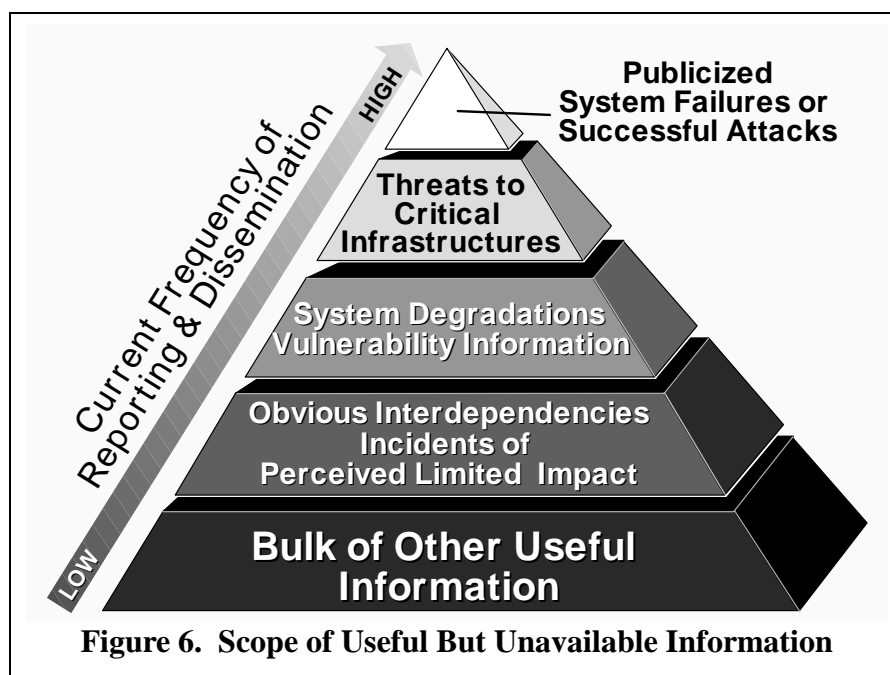 Publicized
System Failures or
Successful Attacks
Threats to
Critical
Infrastructures
System Degradations
Vulnerability Information
Obvious Interdependencies
Incidents of
Perceived Limited Impact
Bulk of Other Useful
Information
Current Frequency of
Reporting & Dissemination
HIGH
LOW
Figure 6. Scope of Useful But Unavailable Information